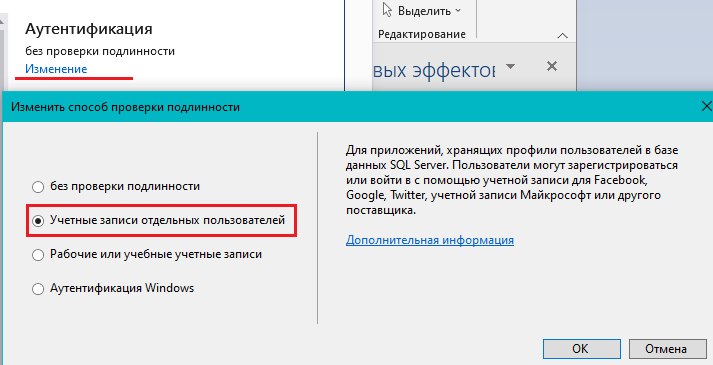 Аутентификация
без проверки подлинности
Изменение
Выделить
Редактирование
вых эффектов
Изменить способ проверки подлинности
без проверки подлинности
Учетные записи отдельных пользователей
Рабочие или учебные учетные записи
Аутентификация Windows
Для приложений, хранящих профили пользователей в базе
данных SQL Server. Пользователи могут зарегистрироваться
или войти в с помощью учетной записи для Facebook,
Google, Twitter, учетной записи Майкрософт или другого
поставщика.
Дополнительная информация
ОК
Отмена